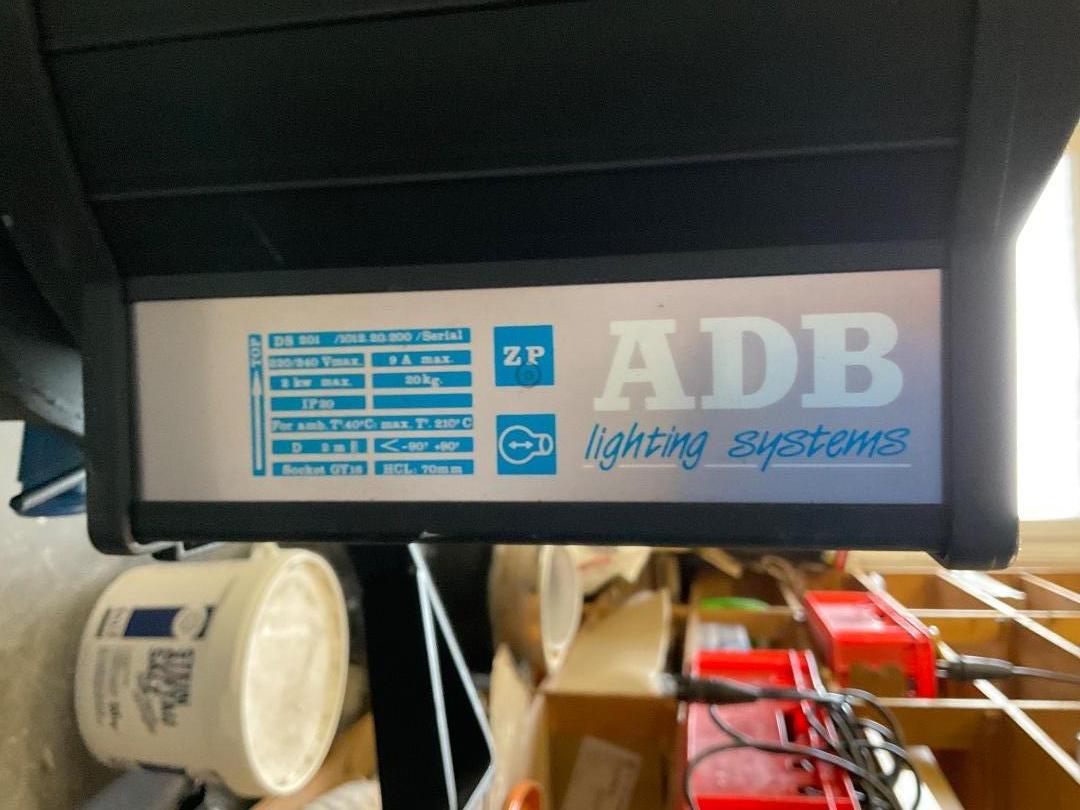 TOP
DS 201 /1012.20.200 /Serial
220/240 Vmax. 9 A max.
2 kw max. 20kg.
IP20
For amb. T°.40°C: max. T°. 210° C
D 2 m <-90° +90°
Socket GY16 HCL: 70mm
ZP
ADB
lighting systems